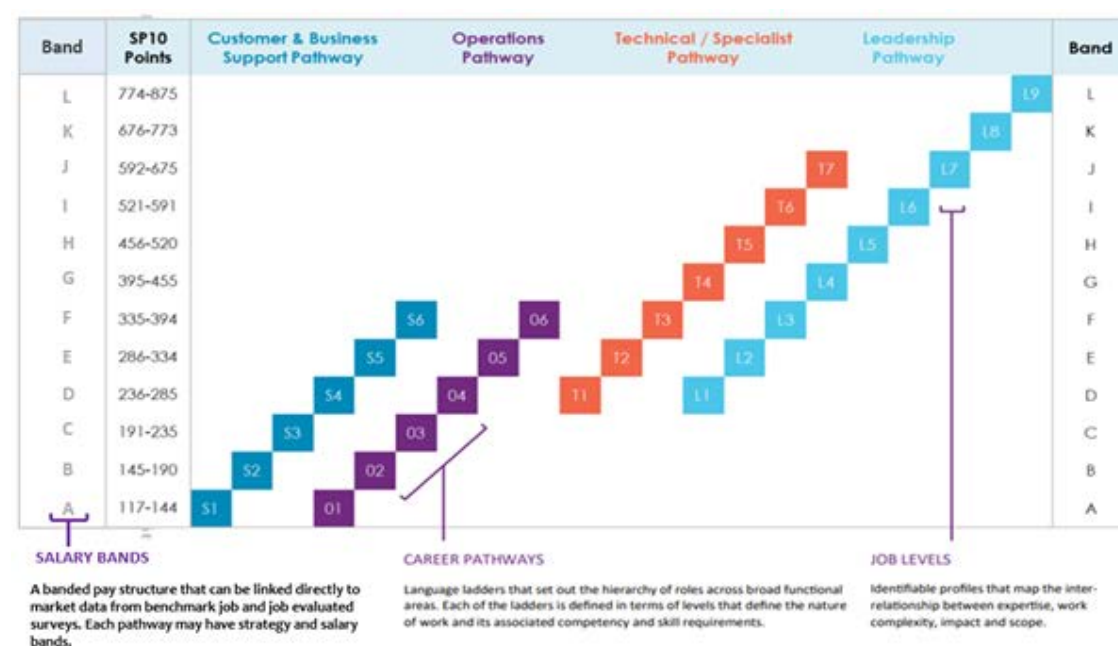 Band
SP10
Points
Customer & Business
Support Pathway
Operations
Pathway
Technical / Specialist
Pathway
Leadership
Pathway
Band
L 774-875 L9 L
K 676-773 L8 K
J 592-675 T7 L7 J
I 521-591 T6 L6 I
H 456-520 T5 L5 H
G 395-455 T4 L4 G
F 335-394 S6 06 T3 L3 F
E 286-334 S5 05 T2 L2 E
D 236-285 S4 04 T1 L1 D
C 191-235 S3 03 C
B 145-190 S2 02 B
A 117-144 S1 01 A
SALARY BANDS
A banded pay structure that can be linked directly to
market data from benchmark job and job evaluated
surveys. Each pathway may have strategy and salary
bands.
CAREER PATHWAYS
Language ladders that set out the hierarchy of roles across broad functional
areas. Each of the ladders is defined in terms of levels that define the nature
of work and its associated competency and skill requirements.
JOB LEVELS
Identifiable profiles that map the inter-
relationship between expertise, work
complexity, impact and scope.